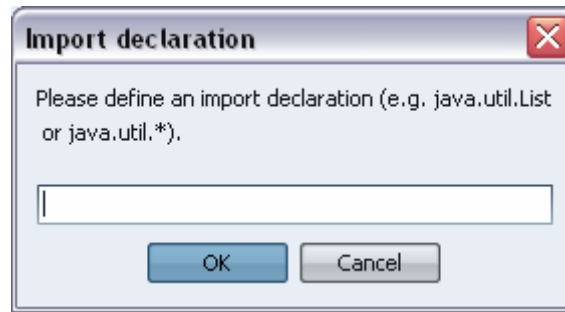 Import declaration
Please define an import declaration (e.g. java.util.List
or java.util.*).
OK
Cancel